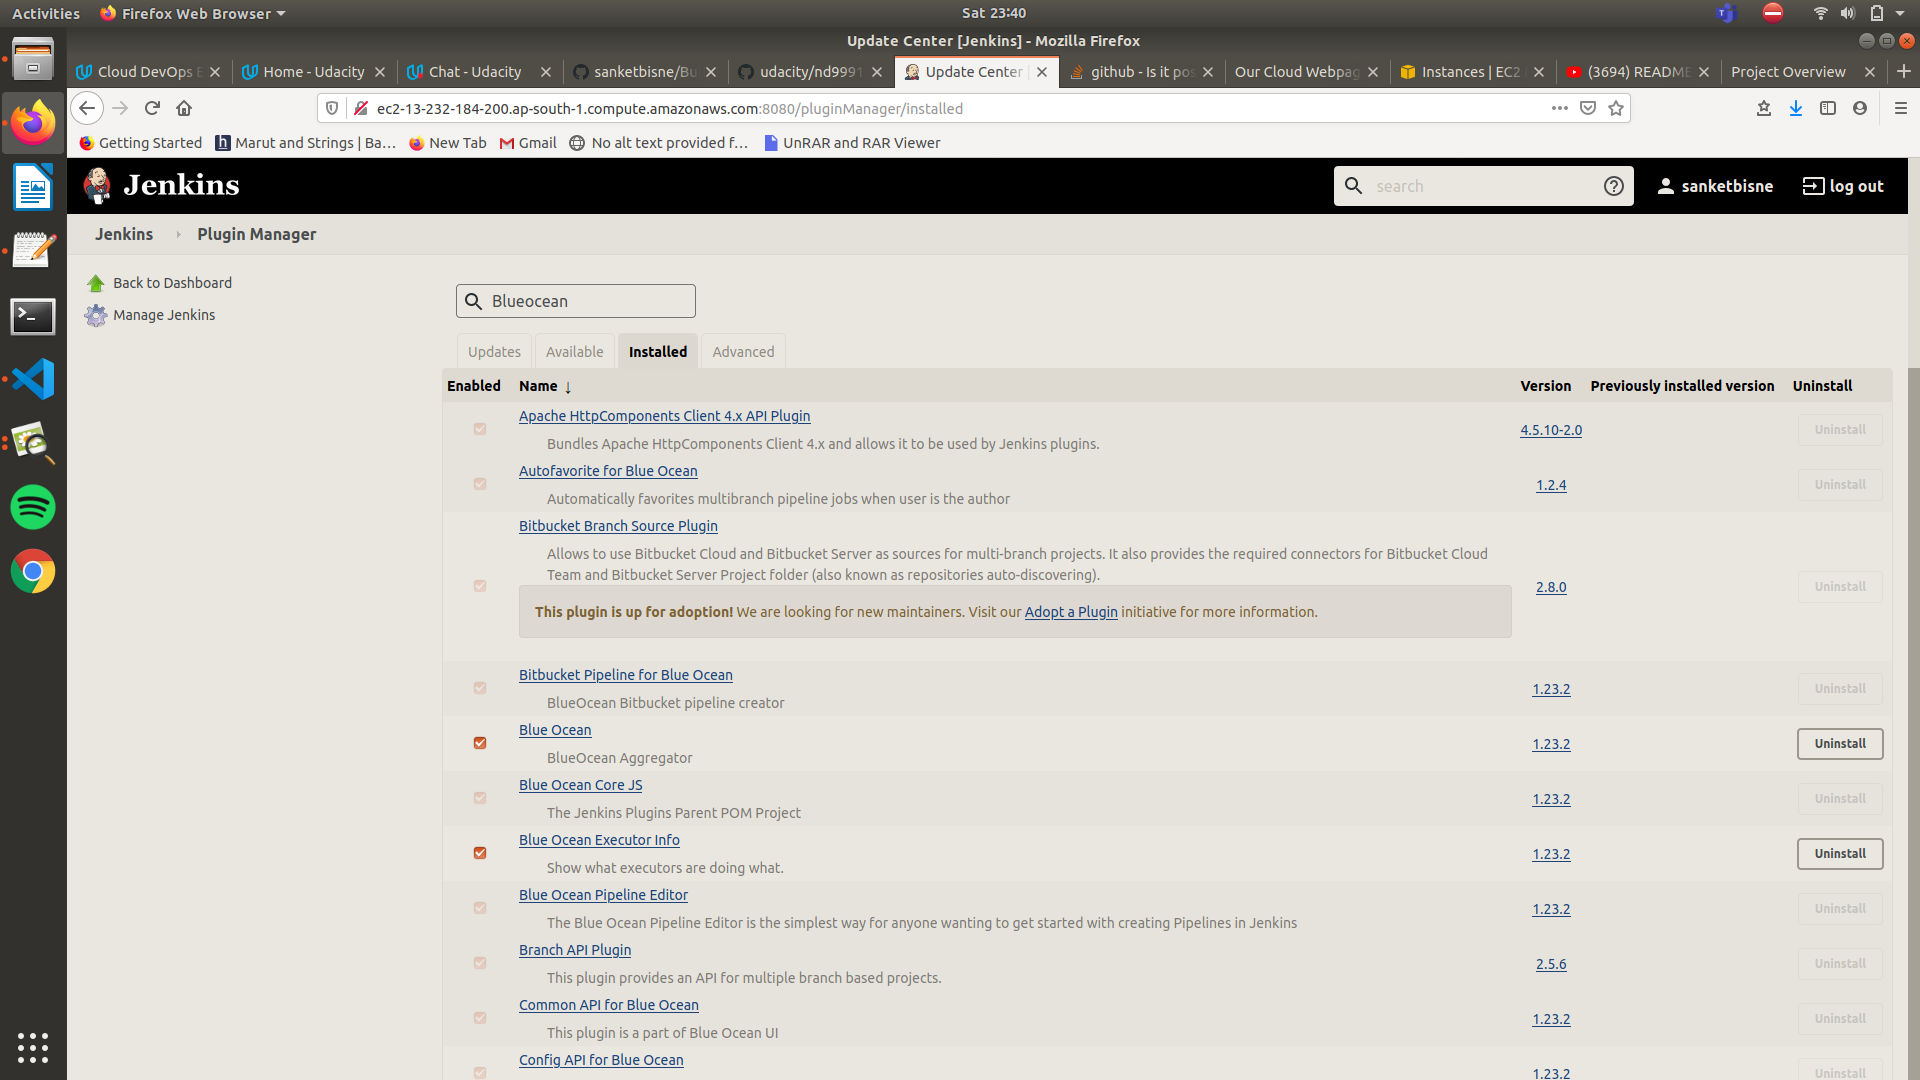 Activities Firefox Web Browser Sat 23:40
Update Center [Jenkins] - Mozilla Firefox
Cloud DevOps Home - Udacity Chat - Udacity sanketbisne/Bu udacity/nd9991 Update Center github - Is it pos Our Cloud Webpag Instances | EC2 (3694) README Project Overview
ec2-13-232-184-200.ap-south-1.compute.amazonaws.com:8080/pluginManager/installed
Getting Started Marut and Strings | Ba... New Tab Gmail No alt text provided f... UnRAR and RAR Viewer
Jenkins search sanketbisne log out
Jenkins Plugin Manager
Back to Dashboard
Manage Jenkins
Blueocean
Updates Available Installed Advanced
Enabled Name ↓ Version Previously installed version Uninstall
Apache HttpComponents Client 4.x API Plugin
Bundles Apache HttpComponents Client 4.x and allows it to be used by Jenkins plugins.
4.5.10-2.0 Uninstall
Autofavorite for Blue Ocean
Automatically favorites multibranch pipeline jobs when user is the author
1.2.4 Uninstall
Bitbucket Branch Source Plugin
Allows to use Bitbucket Cloud and Bitbucket Server as sources for multi-branch projects. It also provides the required connectors for Bitbucket Cloud
Team and Bitbucket Server Project folder (also known as repositories auto-discovering).
This plugin is up for adoption! We are looking for new maintainers. Visit our Adopt a Plugin initiative for more information.
2.8.0 Uninstall
Bitbucket Pipeline for Blue Ocean
BlueOcean Bitbucket pipeline creator
1.23.2 Uninstall
Blue Ocean
BlueOcean Aggregator
1.23.2 Uninstall
Blue Ocean Core JS
The Jenkins Plugins Parent POM Project
1.23.2 Uninstall
Blue Ocean Executor Info
Show what executors are doing what.
1.23.2 Uninstall
Blue Ocean Pipeline Editor
The Blue Ocean Pipeline Editor is the simplest way for anyone wanting to get started with creating Pipelines in Jenkins
1.23.2 Uninstall
Branch API Plugin
This plugin provides an API for multiple branch based projects.
2.5.6 Uninstall
Common API for Blue Ocean
This plugin is a part of Blue Ocean UI
1.23.2 Uninstall
Config API for Blue Ocean
1.23.2 Uninstall